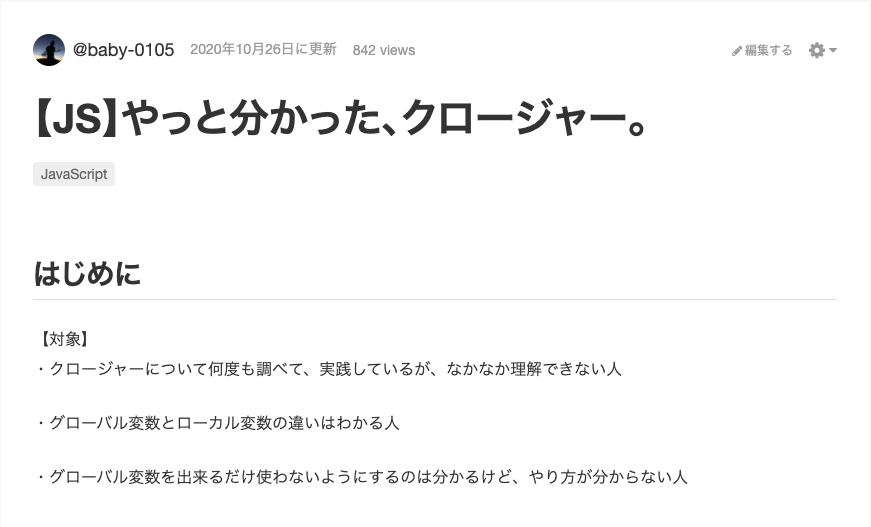 @baby-0105 2020年10月26日に更新 842 views 編集する
【JS】やっと分かった、クロージャー。
JavaScript
はじめに
【対象】
・クロージャーについて何度も調べて、実践しているが、なかなか理解できない人
・グローバル変数とローカル変数の違いはわかる人
・グローバル変数を出来るだけ使わないようにするのは分かるけど、やり方が分からない人